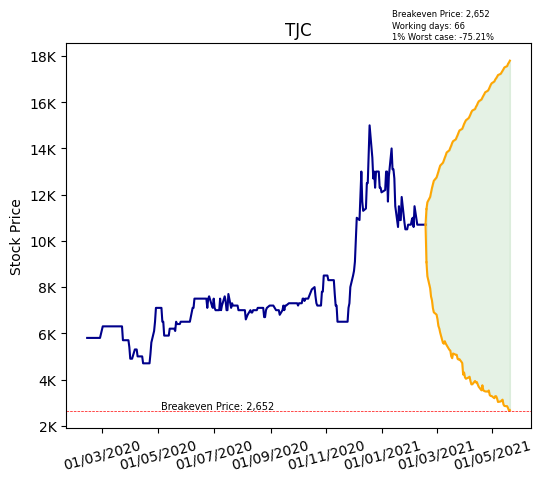 Breakeven Price: 2,652
Working days: 66
1% Worst case: -75.21%
TJC
Stock Price
18K
16K
14K
12K
10K
8K
6K
4K
2K
Breakeven Price: 2,652
01/03/2020
01/05/2020
01/07/2020
01/09/2020
01/11/2020
01/01/2021
01/03/2021
01/05/2021